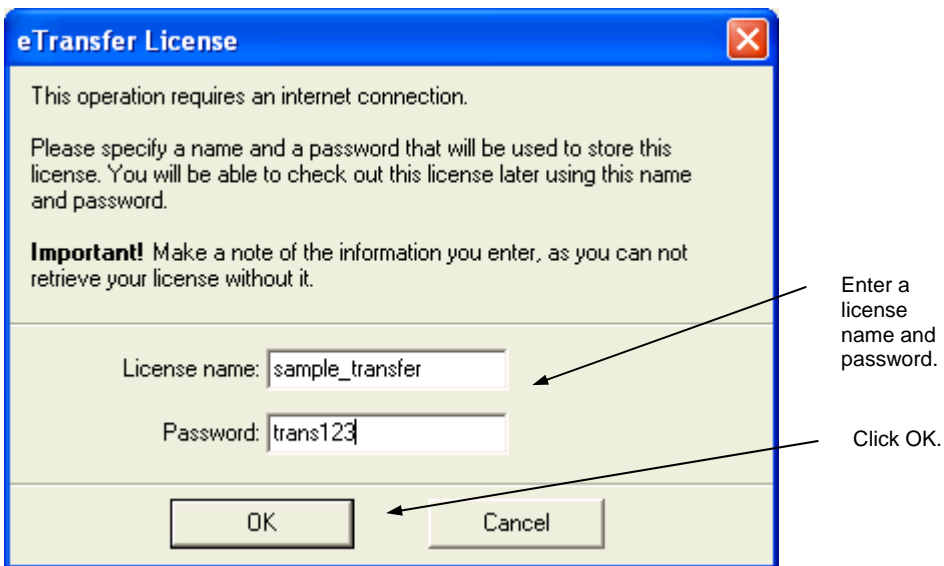 eTransfer License
This operation requires an internet connection.
Please specify a name and a password that will be used to store this
license. You will be able to check out this license later using this name
and password.
Important! Make a note of the information you enter, as you can not
retrieve your license without it.
Enter a
license
name and
password.
License name: sample_transfer
Password: trans123
Click OK.
OK Cancel